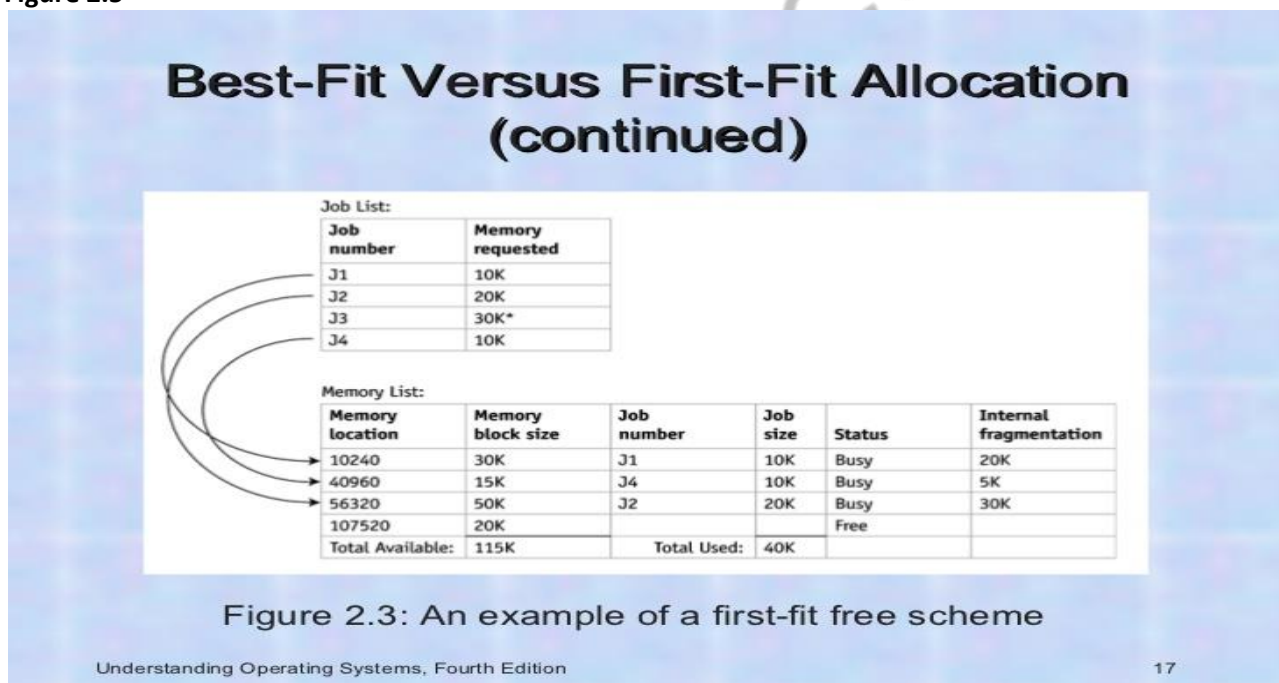 Best-Fit Versus First-Fit Allocation
(continued)
Job List:
Job number Memory requested
J1 10K
J2 20K
J3 30K*
J4 10K
Memory List:
Memory location Memory block size Job number Job size Status Internal fragmentation
10240 30K J1 10K Busy 20K
40960 15K J4 10K Busy 5K
56320 50K J2 20K Busy 30K
107520 20K Free
Total Available: 115K Total Used: 40K
Figure 2.3: An example of a first-fit free scheme
Understanding Operating Systems, Fourth Edition 17